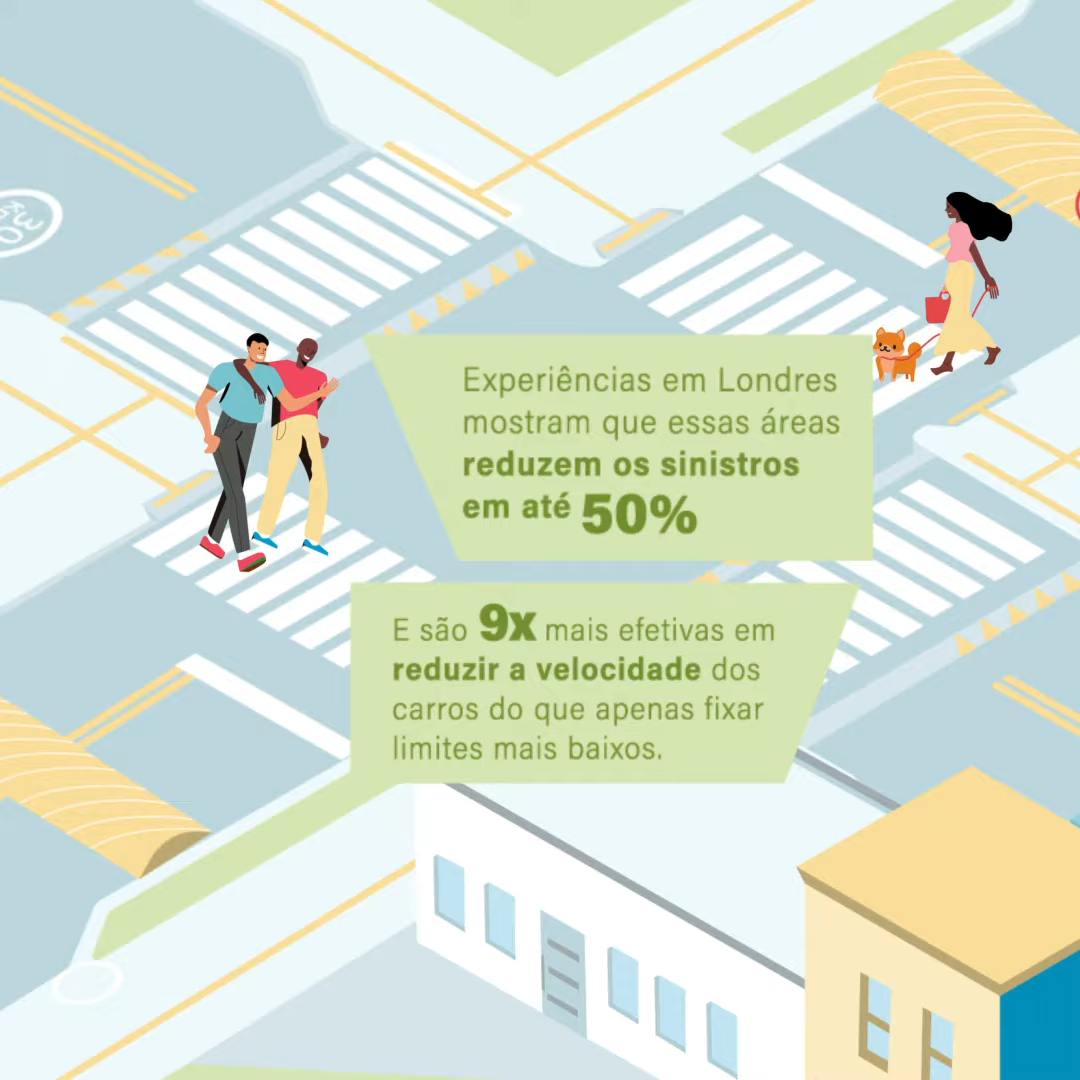 Experiências em Londres
mostram que essas áreas
reduzem os sinistros
em até 50%
E são 9x mais efetivas em
reduzir a velocidade dos
carros do que apenas fixar
limites mais baixos.
30